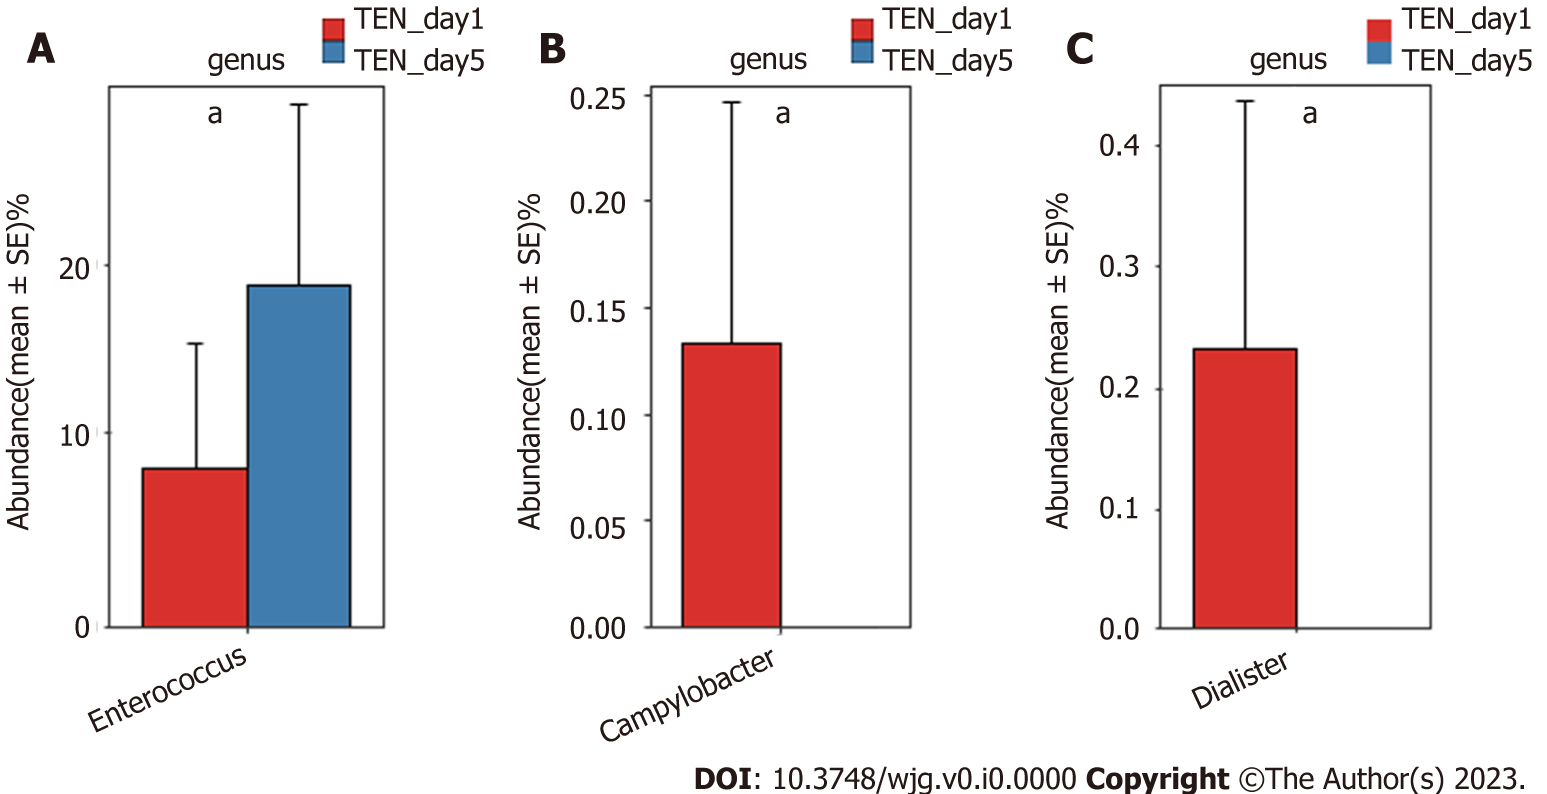 A
genus
TEN_day1
TEN_day5
a
Abundance(mean ± SE)%
20
10
0
Enterococcus
B
genus
TEN_day1
TEN_day5
a
Abundance(mean ± SE)%
0.25
0.20
0.15
0.10
0.05
0.00
Campylobacter
C
genus
TEN_day1
TEN_day5
a
Abundance(mean ± SE)%
0.4
0.3
0.2
0.1
0.0
Dialister
DOI: 10.3748/wjg.v0.i0.0000 Copyright ©The Author(s) 2023.